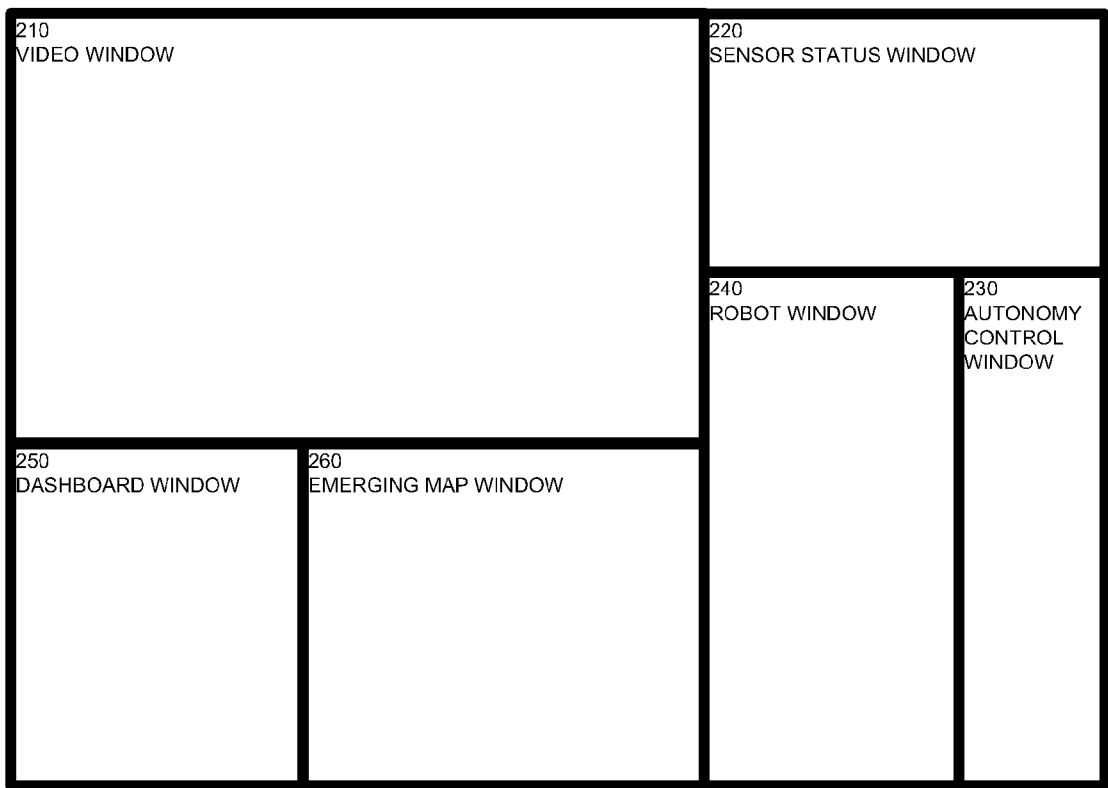 210
VIDEO WINDOW
220
SENSOR STATUS WINDOW
240
ROBOT WINDOW
230
AUTONOMY
CONTROL
WINDOW
250
DASHBOARD WINDOW
260
EMERGING MAP WINDOW